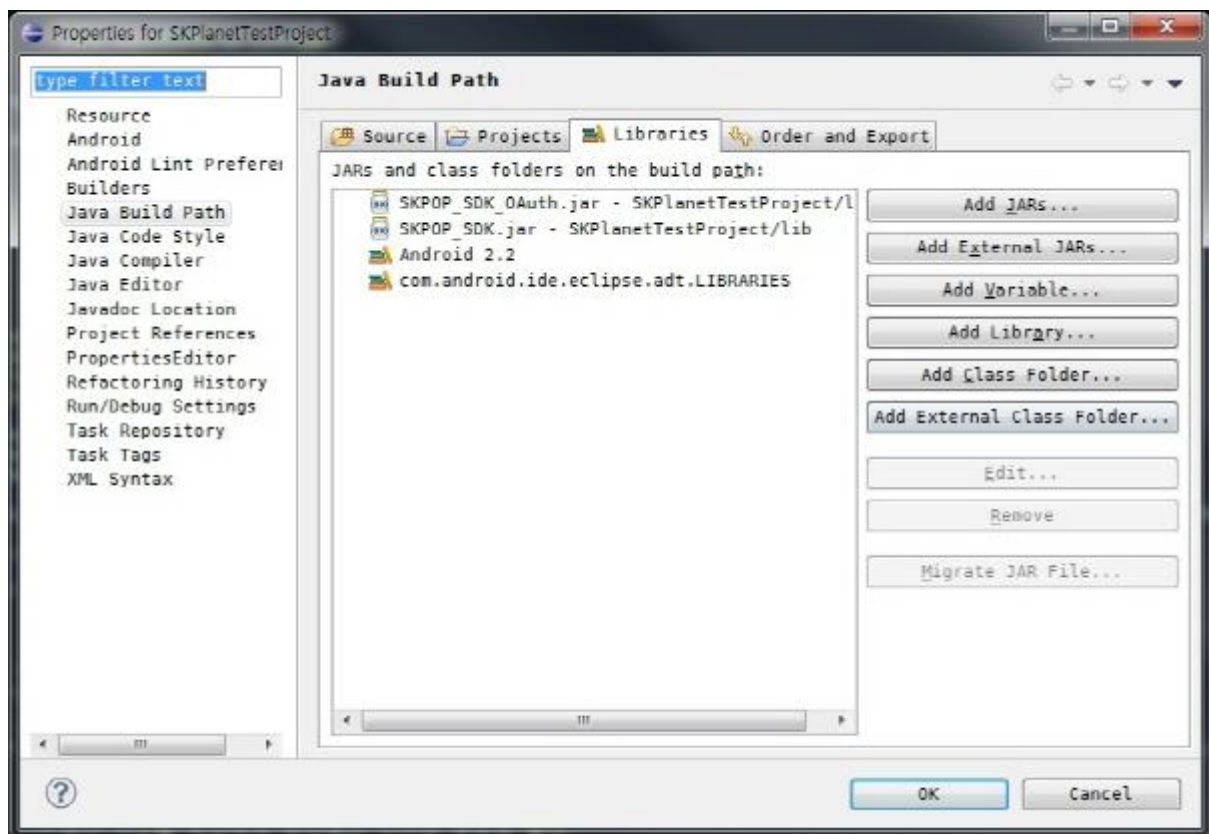 Properties for SKPlanetTestProject
type filter text
Resource
Android
Android Lint Preferen
Builders
Java Build Path
Java Code Style
Java Compiler
Java Editor
Javadoc Location
Project References
PropertiesEditor
Refactoring History
Run/Debug Settings
Task Repository
Task Tags
XML Syntax
Java Build Path
Source Projects Libraries Order and Export
JARs and class folders on the build path:
SKPOP_SDK_OAuth.jar - SKPlanetTestProject/l
SKPOP_SDK.jar - SKPlanetTestProject/lib
Android 2.2
com.android.ide.eclipse.adt.LIBRARIES
Add JARs...
Add External JARs...
Add Variable...
Add Library...
Add Class Folder...
Add External Class Folder...
Edit...
Remove
Migrate JAR File...
OK Cancel